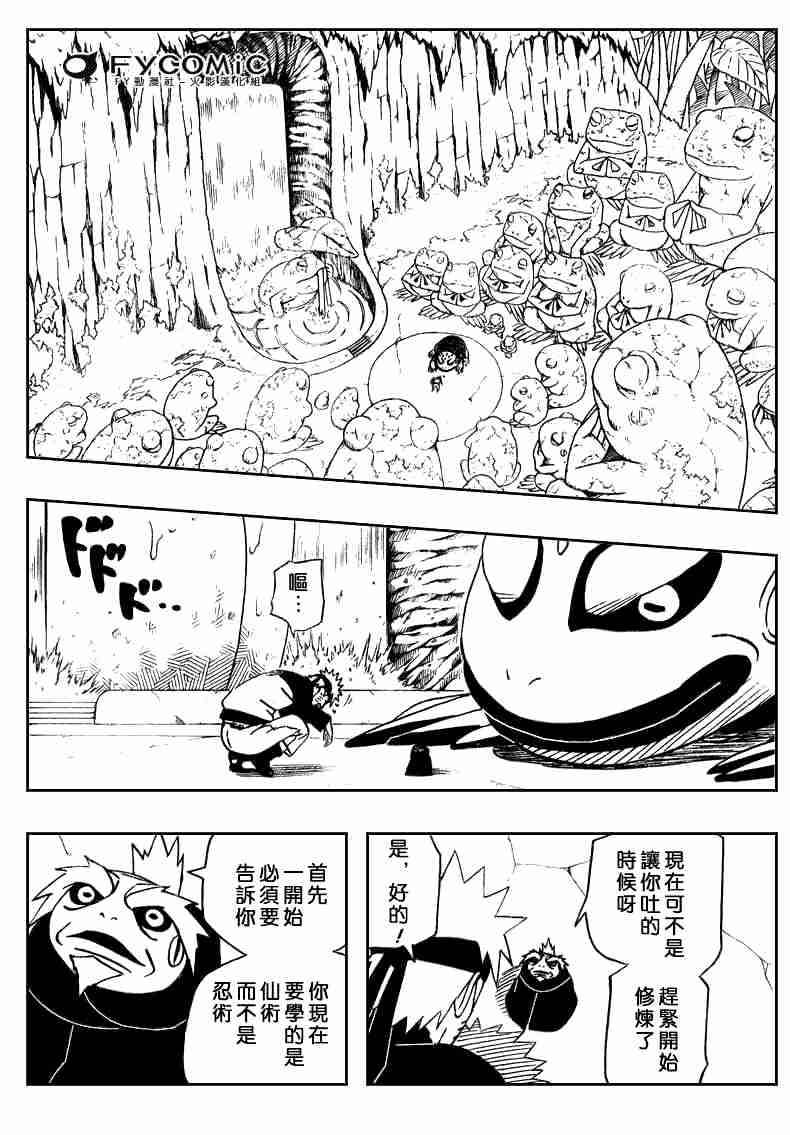 FYCOMIC
FY動漫社-火影漢化組
ドドドド…
嘔…
現在可不是
讓你吐的
時候呀
趕緊開始
修煉了
是，好的！
首先
一開始
必須要
告訴你
你現在
要學的是
仙術
而不是
忍術